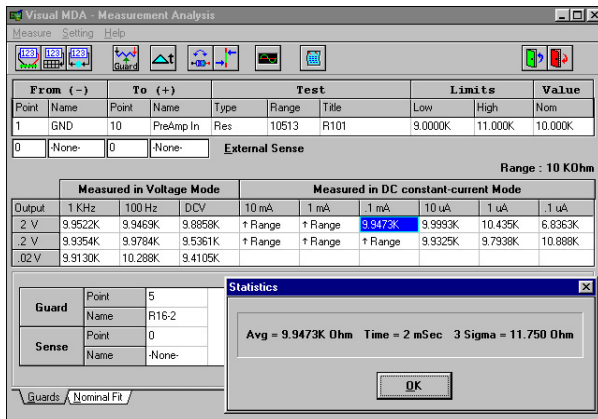 Visual MDA - Measurement Analysis
Measure Setting Help
123 123 123 Guard Δt
From (-) To (+) Test Limits Value
Point Name Point Name Type Range Title Low High Nom
1 GND 10 PreAmp In Res 10513 R101 9.0000K 11.000K 10.000K
0 -None- 0 -None- External Sense
Range : 10 KOhm
Measured in Voltage Mode Measured in DC constant-current Mode
Output 1 KHz 100 Hz DCV 10 mA 1 mA .1 mA 10 uA 1 uA .1 uA
2 V 9.9522K 9.9469K 9.8858K ↑ Range ↑ Range 9.9473K 9.9993K 10.435K 6.8363K
.2 V 9.9354K 9.9784K 9.5361K ↑ Range ↑ Range ↑ Range 9.9325K 9.7938K 10.888K
.02 V 9.9130K 10.288K 9.4105K
Guard Point 5
Name R16-2
Sense Point 0
Name -None-
Statistics
Avg = 9.9473K Ohm Time = 2 mSec 3 Sigma = 11.750 Ohm
OK
Guards Nominal Fit